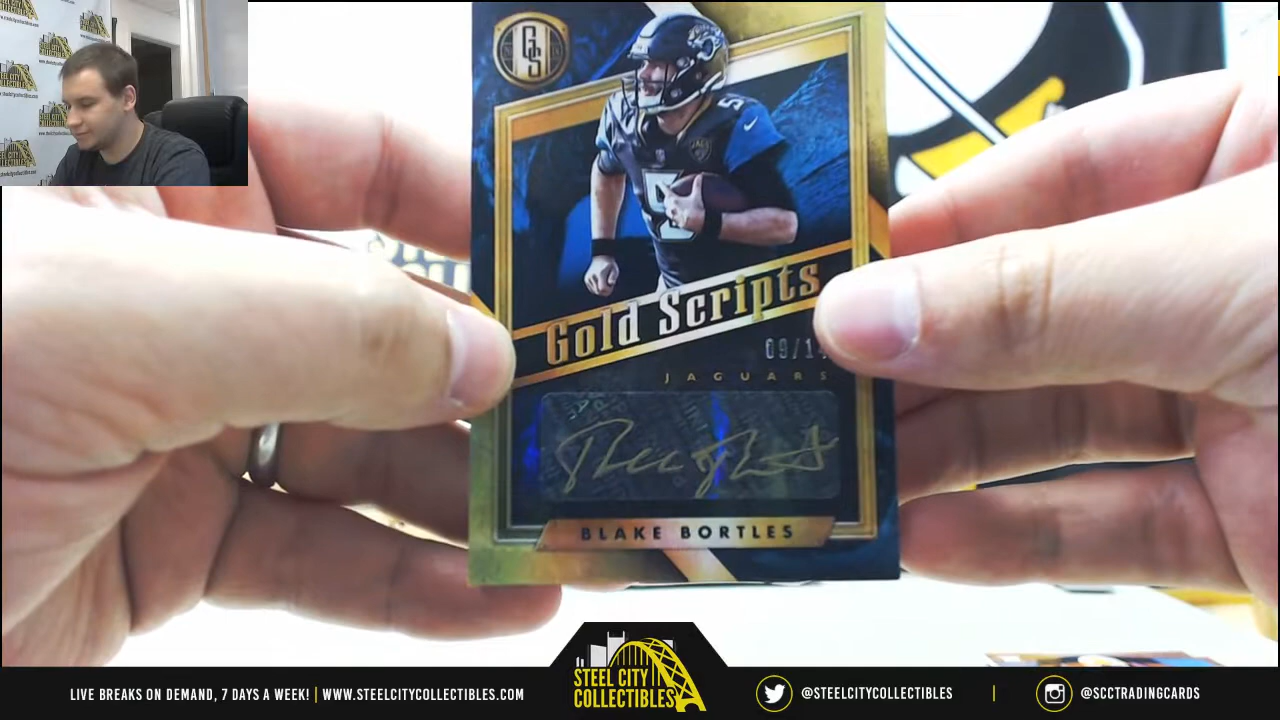 GS
Gold Scripts
JAGUARS
5
BLAKE BORTLES
LIVE BREAKS ON DEMAND, 7 DAYS A WEEK! | WWW.STEELCITYCOLLECTIBLES.COM
STEEL CITY
COLLECTIBLES
@STEELCITYCOLLECTIBLES | @SCCTRADINGCARDS